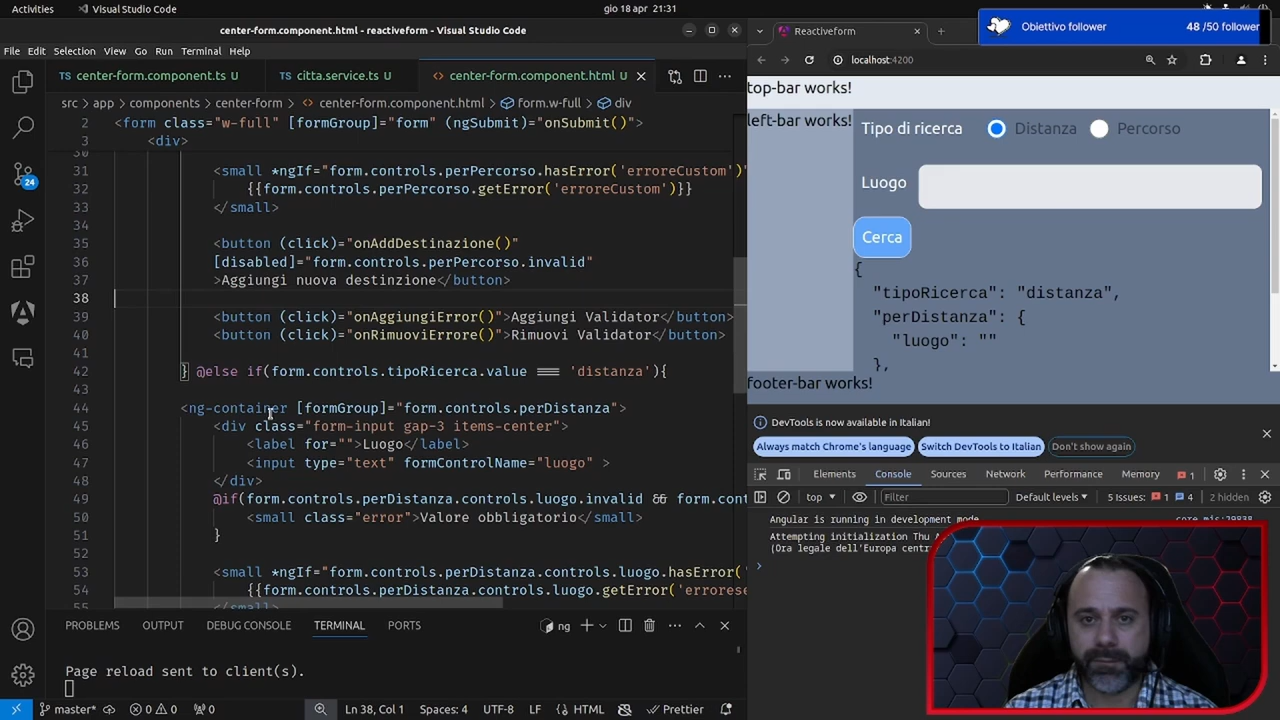 Activities
Visual Studio Code
gio 18 apr 21:31
Obiettivo follower
48 /50 follower
center-form.component.html - reactiveform - Visual Studio Code
File Edit Selection View Go Run Terminal Help
center-form.component.ts U
citta.service.ts U
center-form.component.html U
src > app > components > center-form > center-form.component.html > form.w-full > div
2 <form class="w-full" [formGroup]="form" (ngSubmit)="onSubmit()">
3 <div>
30
31 <small *ngIf="form.controls.perPercorso.hasError('erroreCustom')"
32 {{form.controls.perPercorso.getError('erroreCustom')}}
33 </small>
34
35 <button (click)="onAddDestinazione()"
36 [disabled]="form.controls.perPercorso.invalid"
37 >Aggiungi nuova destinzione</button>
38
39 <button (click)="onAggiungiError()">Aggiungi Validator</button>
40 <button (click)="onRimuoviErrore()">Rimuovi Validator</button>
41
42 } @else if(form.controls.tipoRicerca.value === 'distanza'){
43
44 <ng-container [formGroup]="form.controls.perDistanza">
45 <div class="form-input gap-3 items-center">
46 <label for="">Luogo</label>
47 <input type="text" formControlName="luogo" >
48 </div>
49 @if(form.controls.perDistanza.controls.luogo.invalid && form.cont
50 <small class="error">Valore obbligatorio</small>
51 }
52
53 <small *ngIf="form.controls.perDistanza.controls.luogo.hasError('
54 {{form.controls.perDistanza.controls.luogo.getError('errorese
55 </small>
PROBLEMS OUTPUT DEBUG CONSOLE TERMINAL PORTS
ng
Page reload sent to client(s).
24
master* 0 0 0
Ln 38, Col 1 Spaces: 4 UTF-8 LF {} HTML Prettier
Reactiveform
localhost:4200
top-bar works!
left-bar works!
Tipo di ricerca Distanza Percorso
Luogo
Cerca
{
"tipoRicerca": "distanza",
"perDistanza": {
"luogo": ""
},
footer-bar works!
DevTools is now available in Italian!
Always match Chrome's language Switch DevTools to Italian Don't show again
Elements Console Sources Network Performance Memory 1
top Filter Default levels 5 Issues: 1 4 2 hidden
Angular is running in development mode. core.mjs:29838
Attempting initialization Thu A
(Ora legale dell'Europa centr